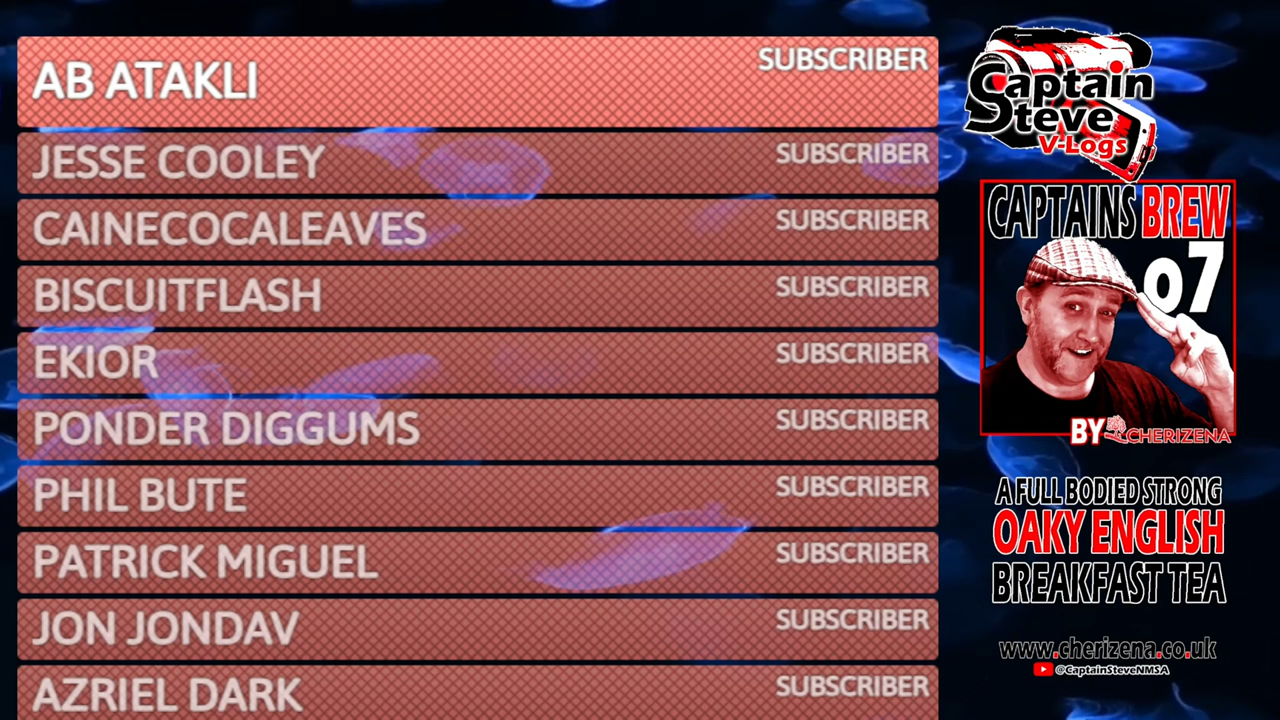 AB ATAKLI SUBSCRIBER
JESSE COOLEY SUBSCRIBER
CAINECOCALEAVES SUBSCRIBER
BISCUITFLASH SUBSCRIBER
EKIOR SUBSCRIBER
PONDER DIGGUMS SUBSCRIBER
PHIL BUTE SUBSCRIBER
PATRICK MIGUEL SUBSCRIBER
JON JONDAV SUBSCRIBER
AZRIEL DARK SUBSCRIBER
Captain
Steve
V-Logs
CAPTAINS BREW
o7
BY CHERIZENA
A FULL BODIED STRONG
OAKY ENGLISH
BREAKFAST TEA
www.cherizena.co.uk
@CaptainSteveNMSA